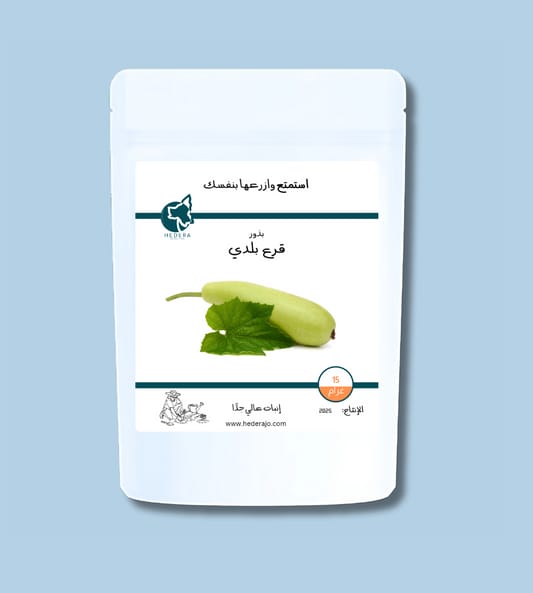 استمتع وازرعها بنفسك
HEDERA
بذور
قرع بلدي
15
غرام
إنبات عالي جدًا
الإنتاج: 2025
www.hederajo.com